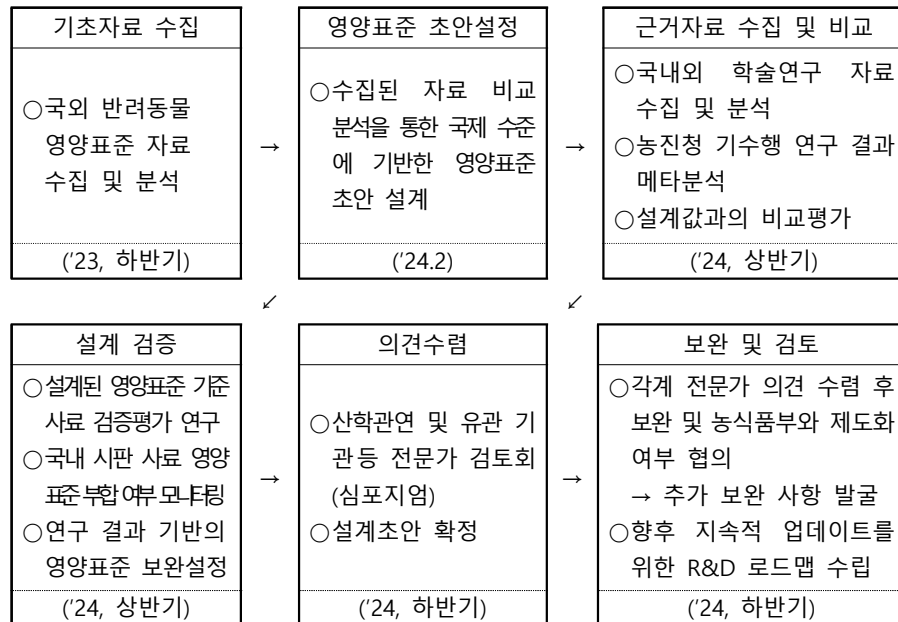 기초자료 수집
○국외 반려동물
영양표준 자료
수집 및 분석
('23, 하반기)
→
영양표준 초안설정
○수집된 자료 비교
분석을 통한 국제 수준
에 기반한 영양표준
초안 설계
('24.2)
→
근거자료 수집 및 비교
○국내외 학술연구 자료
수집 및 분석
○농진청 기수행 연구 결과
메타분석
○설계값과의 비교평가
('24, 상반기)
↙
↙
설계 검증
○설계된 영양표준 기준
사료 검증평가 연구
○국내 시판 사료 영양
표준부합여부모니터링
○연구 결과 기반의
영양표준 보완설정
('24, 상반기)
→
의견수렴
○산학관연 및 유관 기
관등 전문가 검토회
(심포지엄)
○설계초안 확정
('24, 하반기)
→
보완 및 검토
○각계 전문가 의견 수렴 후
보완 및 농식품부와 제도화
여부 협의
→ 추가 보완 사항 발굴
○향후 지속적 업데이트를
위한 R&D 로드맵 수립
('24, 하반기)